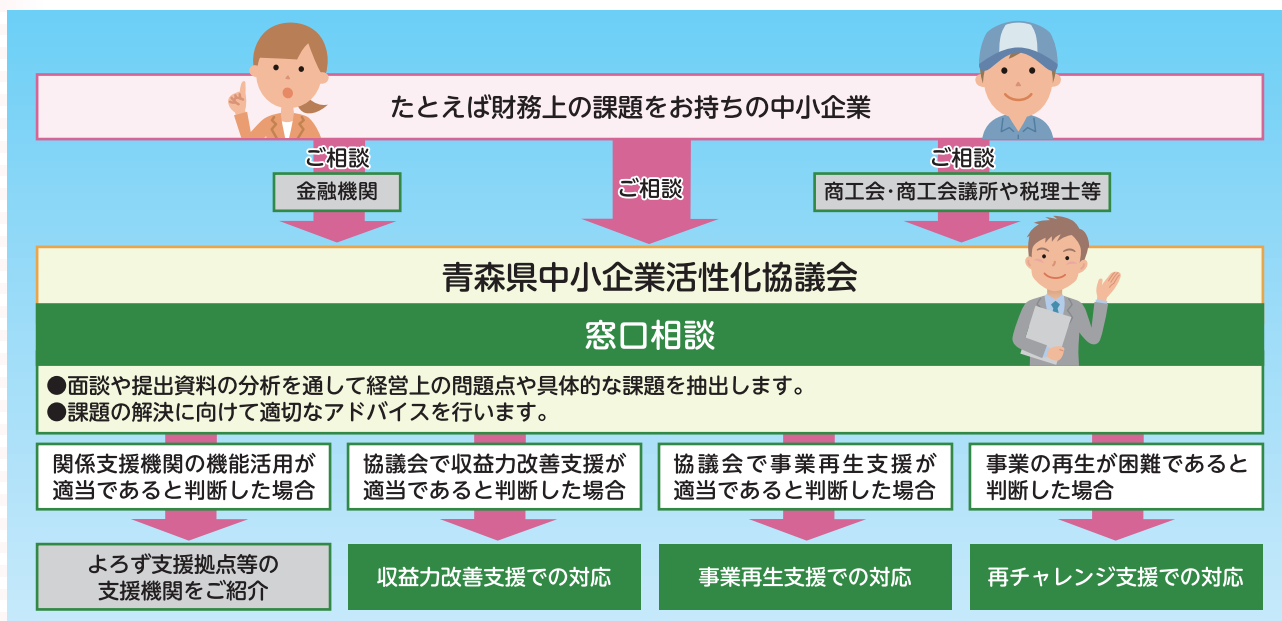 たとえば財務上の課題をお持ちの中小企業
ご相談
金融機関
ご相談
ご相談
商工会・商工会議所や税理士等
青森県中小企業活性化協議会
窓口相談
●面談や提出資料の分析を通して経営上の問題点や具体的な課題を抽出します。
●課題の解決に向けて適切なアドバイスを行います。
関係支援機関の機能活用が
適当であると判断した場合
協議会で収益力改善支援が
適当であると判断した場合
協議会で事業再生支援が
適当であると判断した場合
事業の再生が困難であると
判断した場合
よろず支援拠点等の
支援機関をご紹介
収益力改善支援での対応
事業再生支援での対応
再チャレンジ支援での対応